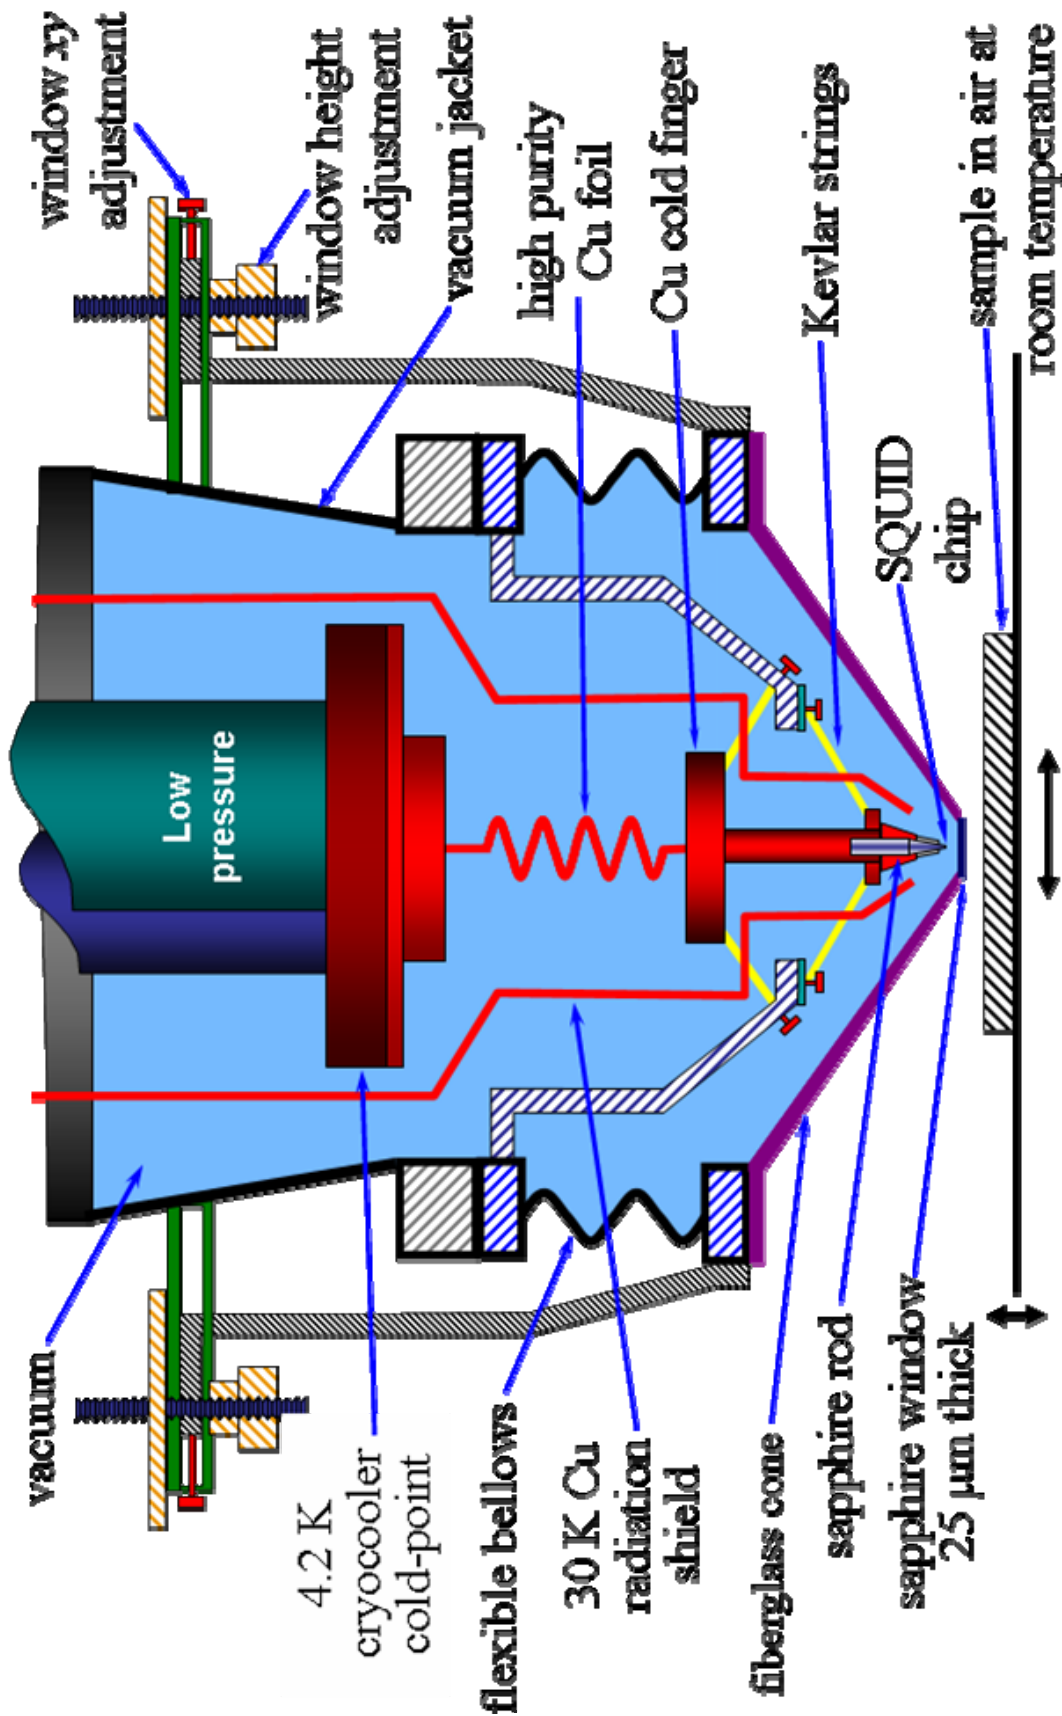 window xy
adjustment
window height
adjustment
vacuum jacket
high purity
Cu foil
Cu cold finger
Kevlar strings
SQUID
chip
sample in air at
room temperature
Low
pressure
vacuum
4.2 K
cryocooler
cold-point
flexible bellows
30 K Cu
radiation
shield
fiberglass cone
sapphire rod
sapphire window
25 μm thick